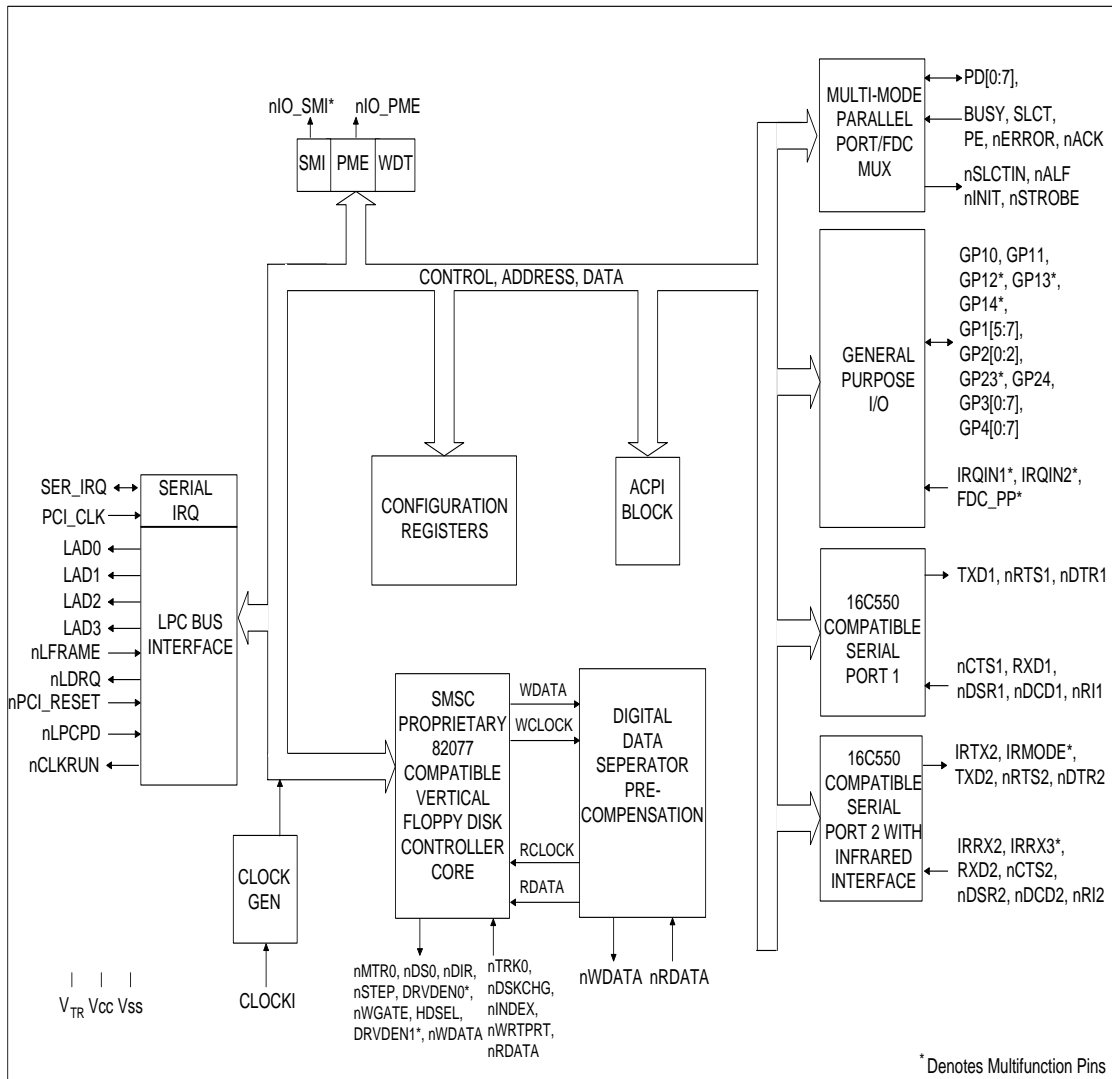 nIO_SMI*
nIO_PME
SMI
PME
WDT
CONTROL, ADDRESS, DATA
MULTI-MODE
PARALLEL
PORT/FDC
MUX
PD[0:7],
BUSY, SLCT,
PE, nERROR, nACK
nSLCTIN, nALF
nINIT, nSTROBE
GENERAL
PURPOSE
I/O
GP10, GP11,
GP12*, GP13*,
GP14*,
GP1[5:7],
GP2[0:2],
GP23*, GP24,
GP3[0:7],
GP4[0:7]
IRQIN1*, IRQIN2*,
FDC_PP*
CONFIGURATION
REGISTERS
ACPI
BLOCK
SER_IRQ
PCI_CLK
LAD0
LAD1
LAD2
LAD3
nLFRAME
nLDRQ
nPCI_RESET
nLPCPD
nCLKRUN
SERIAL
IRQ
LPC BUS
INTERFACE
16C550
COMPATIBLE
SERIAL
PORT 1
TXD1, nRTS1, nDTR1
nCTS1, RXD1,
nDSR1, nDCD1, nRI1
SMSC
PROPRIETARY
82077
COMPATIBLE
VERTICAL
FLOPPY DISK
CONTROLLER
CORE
WDATA
WCLOCK
RCLOCK
RDATA
DIGITAL
DATA
SEPERATOR
PRE-
COMPENSATION
16C550
COMPATIBLE
SERIAL
PORT 2 WITH
INFRARED
INTERFACE
IRTX2, IRMODE*,
TXD2, nRTS2, nDTR2
IRRX2, IRRX3*,
RXD2, nCTS2,
nDSR2, nDCD2, nRI2
CLOCK
GEN
CLOCKI
nMTR0, nDS0, nDIR,
nSTEP, DRVDEN0*,
nWGATE, HDSEL,
DRVDEN1*, nWDATA
nTRK0,
nDSKCHG,
nINDEX,
nWRTPRT,
nRDATA
nWDATA
nRDATA
VTR Vcc Vss
* Denotes Multifunction Pins